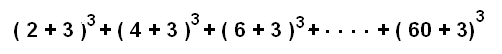 ( 2 + 3 )³ + ( 4 + 3 )³ + ( 6 + 3 )³ + · · · · + ( 60 + 3)³